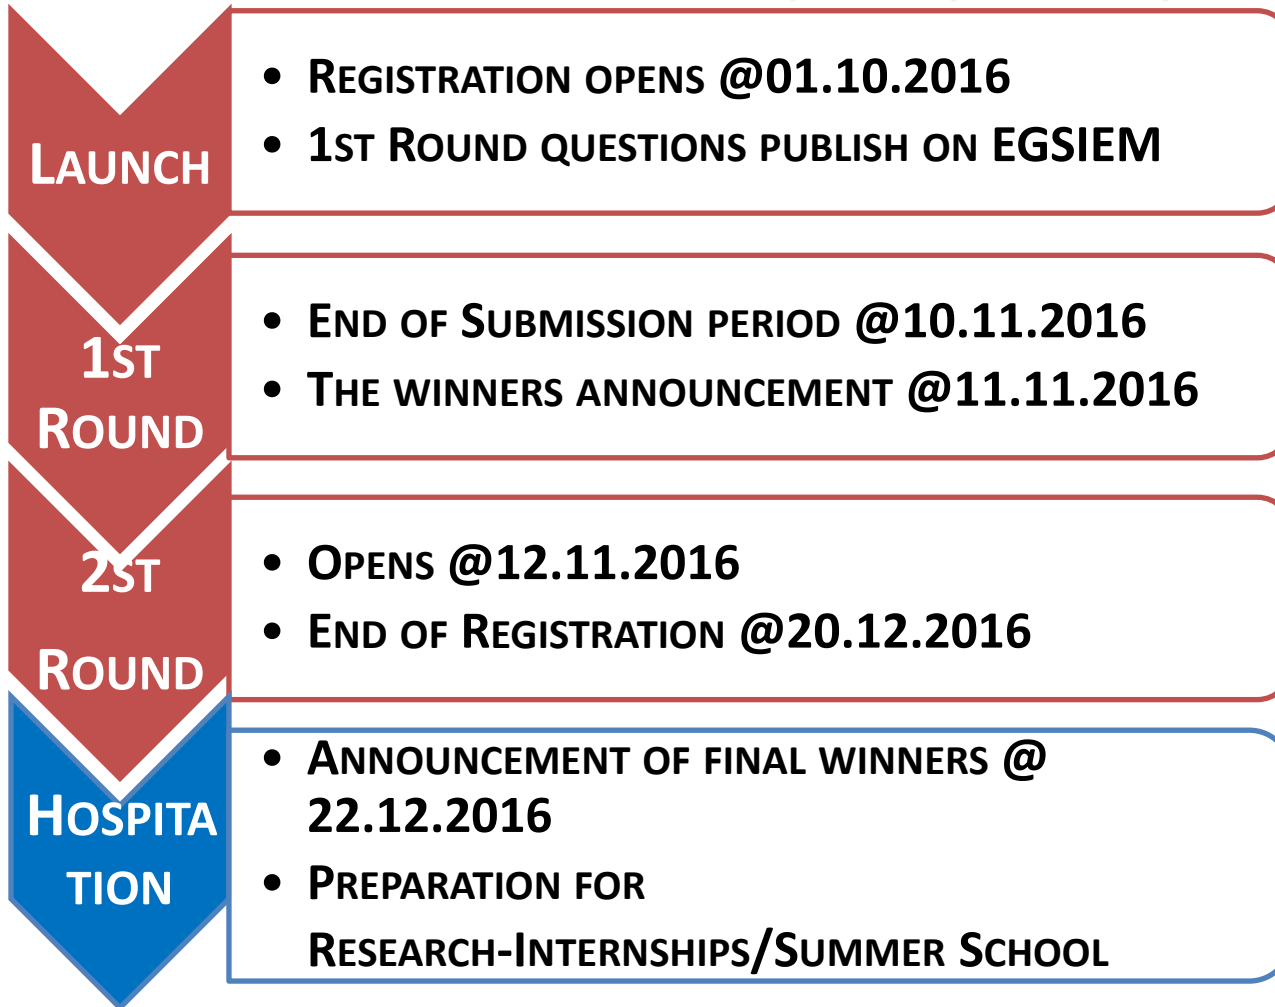 LAUNCH
• REGISTRATION OPENS @01.10.2016
• 1ST ROUND QUESTIONS PUBLISH ON EGSIEM
1ST
ROUND
• END OF SUBMISSION PERIOD @10.11.2016
• THE WINNERS ANNOUNCEMENT @11.11.2016
2ST
ROUND
• OPENS @12.11.2016
• END OF REGISTRATION @20.12.2016
HOSPITA
TION
• ANNOUNCEMENT OF FINAL WINNERS @
22.12.2016
• PREPARATION FOR
RESEARCH-INTERNSHIPS/SUMMER SCHOOL